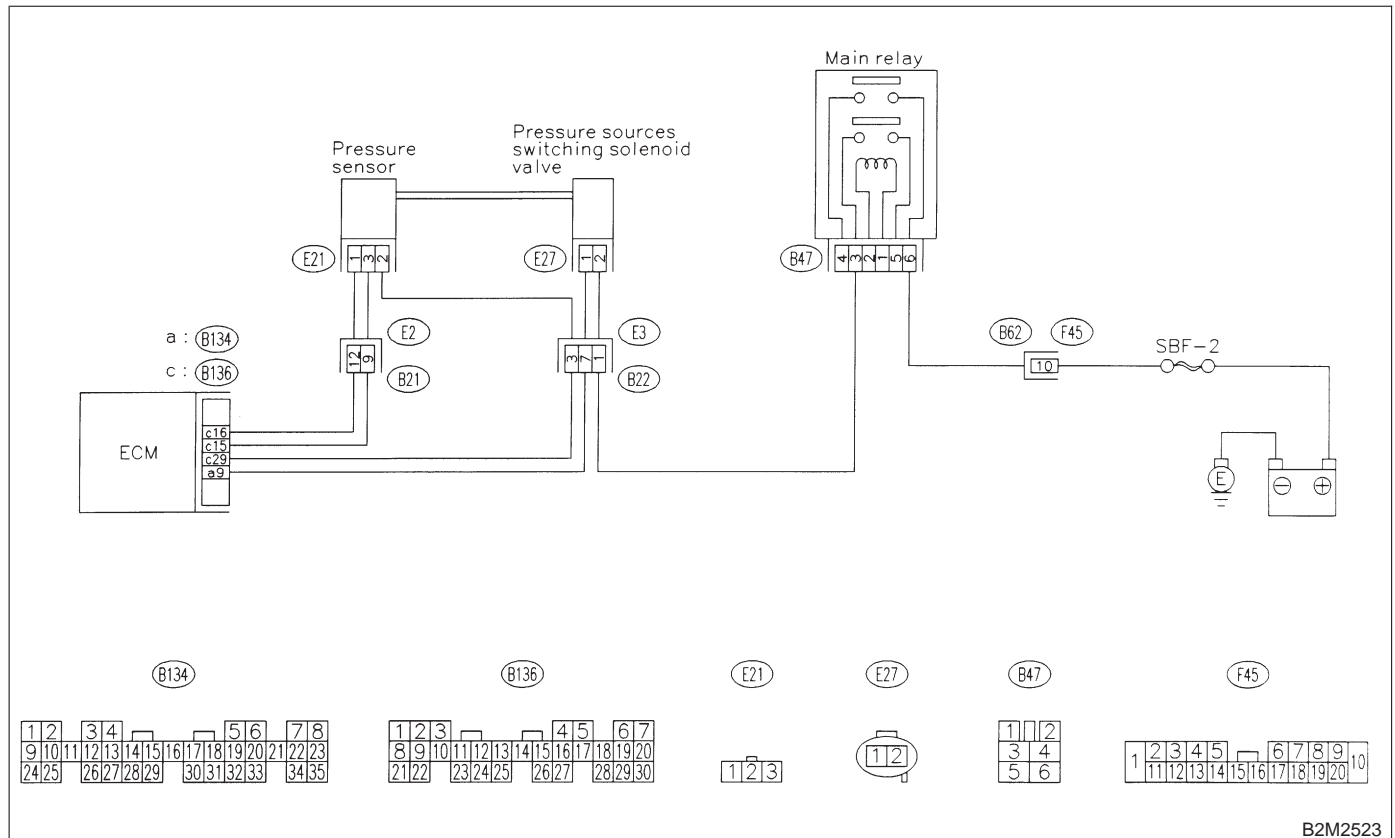 Main relay
Pressure sources
switching solenoid
valve
Pressure
sensor
E21
1 3 2
E27
1 2
B47
4 3 2 1 5 6
a : B134
c : B136
E2
12 9
B21
E3
3 7 1
B22
B62
F45
10
SBF-2
ECM
c16
c15
c29
a9
E
⊖ ⊕
B134
B136
E21
E27
B47
F45
1 2 3 4 5 6 7 8
9 10 11 12 13 14 15 16 17 18 19 20 21 22 23
24 25 26 27 28 29 30 31 32 33 34 35
1 2 3 4 5 6 7
8 9 10 11 12 13 14 15 16 17 18 19 20
21 22 23 24 25 26 27 28 29 30
1 2 3
1 2
1 2
3 4
5 6
1 2 3 4 5 6 7 8 9 10
11 12 13 14 15 16 17 18 19 20
B2M2523